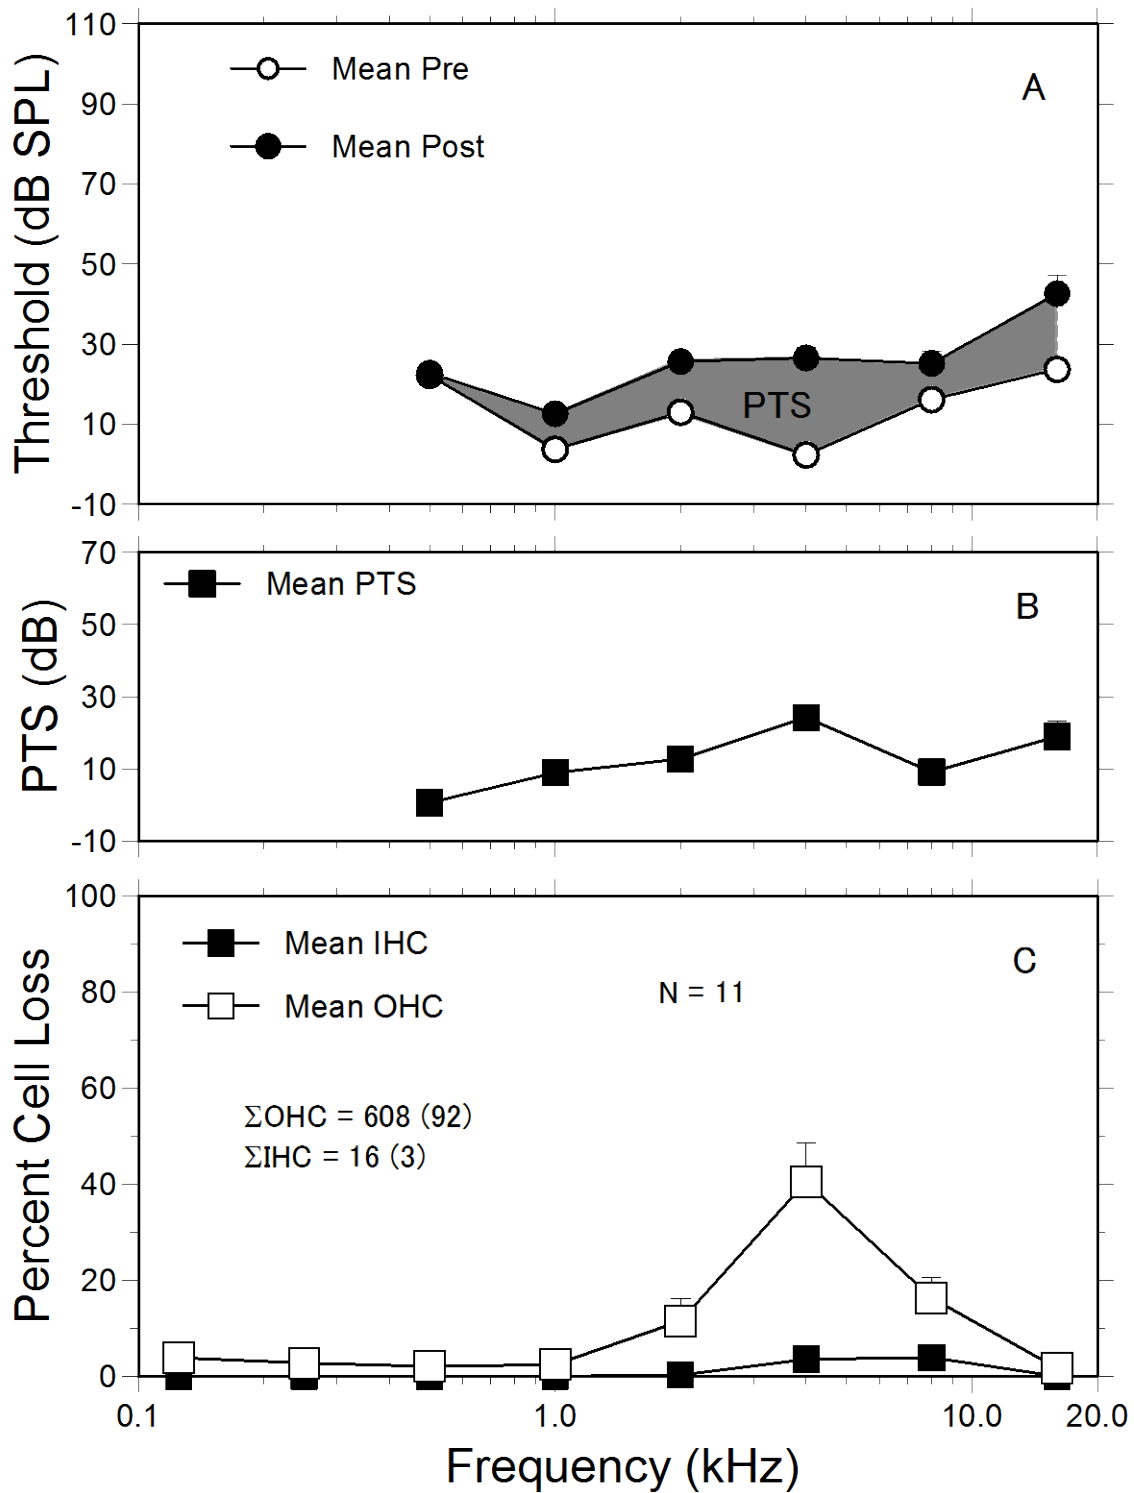 110
90
70
50
30
10
-10
Threshold (dB SPL)
Mean Pre
Mean Post
A
PTS
70
50
30
10
-10
PTS (dB)
Mean PTS
B
100
80
60
40
20
0
Percent Cell Loss
Mean IHC
Mean OHC
C
N = 11
ΣOHC = 608 (92)
ΣIHC = 16 (3)
0.1 1.0 10.0 20.0
Frequency (kHz)